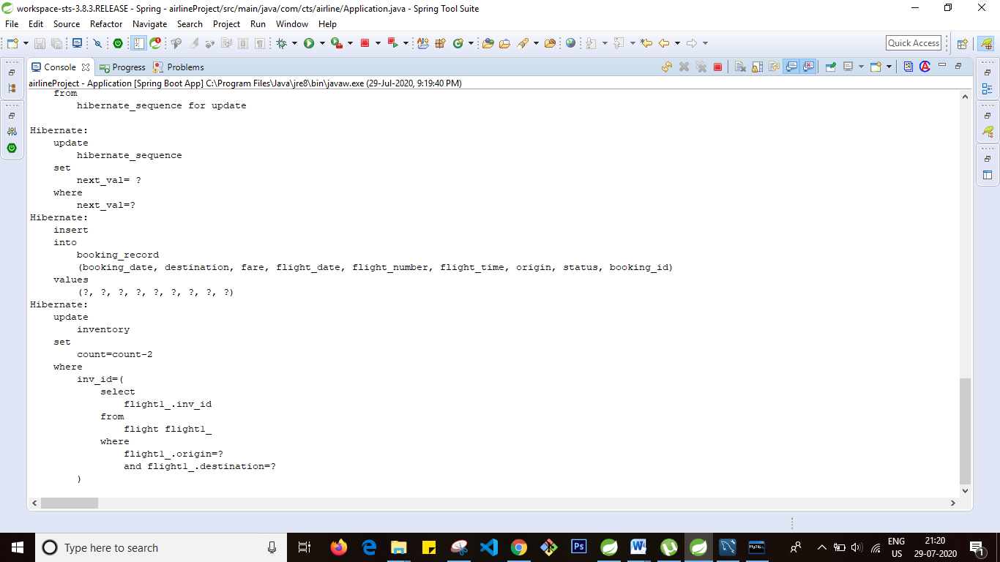 workspace-sts-3.8.3.RELEASE - Spring - airlineProject/src/main/java/com/cts/airline/Application.java - Spring Tool Suite
File Edit Source Refactor Navigate Search Project Run Window Help
Quick Access
Console Progress Problems
airlineProject - Application [Spring Boot App] C:\Program Files\Java\jre8\bin\javaw.exe (29-Jul-2020, 9:19:40 PM)
from
hibernate_sequence for update
Hibernate:
update
hibernate_sequence
set
next_val= ?
where
next_val=?
Hibernate:
insert
into
booking_record
(booking_date, destination, fare, flight_date, flight_number, flight_time, origin, status, booking_id)
values
(?, ?, ?, ?, ?, ?, ?, ?, ?)
Hibernate:
update
inventory
set
count=count-2
where
inv_id=(
select
flight1_.inv_id
from
flight flight1_
where
flight1_.origin=?
and flight1_.destination=?
)
Type here to search
Ps
W
MySQL
ENG
US
21:20
29-07-2020
1